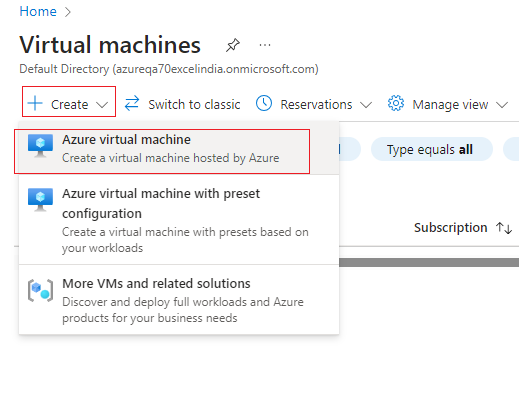 Home
Virtual machines
Default Directory (azureqa70excelindia.onmicrosoft.com)
Create Switch to classic Reservations Manage view
Azure virtual machine
Create a virtual machine hosted by Azure
Type equals all
Azure virtual machine with preset
configuration
Create a virtual machine with presets based on
your workloads
Subscription
More VMs and related solutions
Discover and deploy full workloads and Azure
products for your business needs